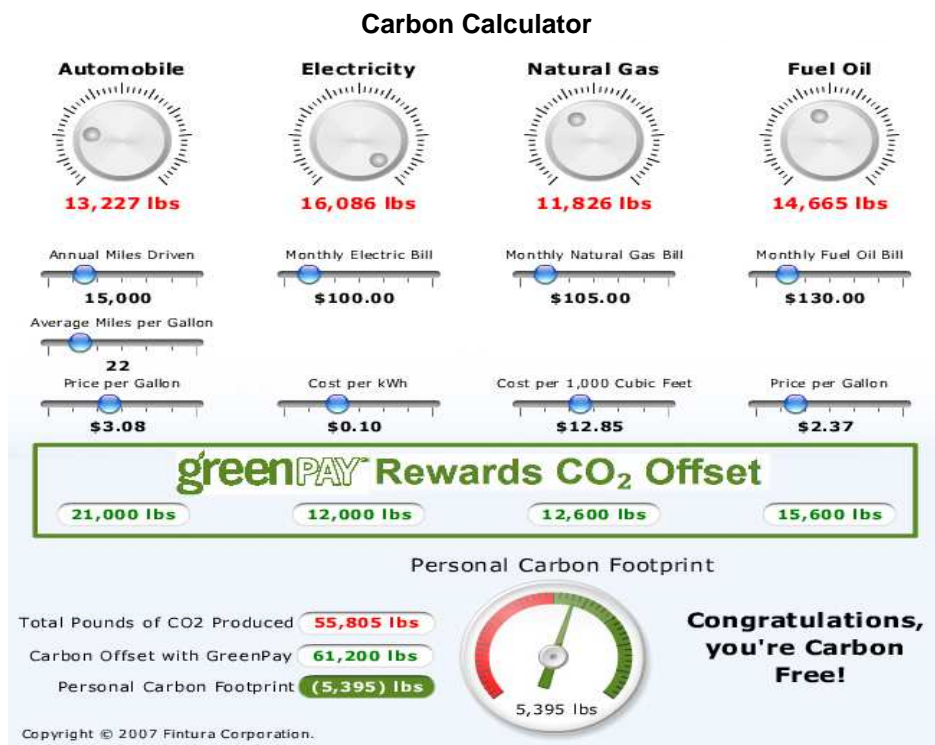 Carbon Calculator
Automobile Electricity Natural Gas Fuel Oil
13,227 lbs 16,086 lbs 11,826 lbs 14,665 lbs
Annual Miles Driven Monthly Electric Bill Monthly Natural Gas Bill Monthly Fuel Oil Bill
15,000 $100.00 $105.00 $130.00
Average Miles per Gallon
22
Price per Gallon Cost per kWh Cost per 1,000 Cubic Feet Price per Gallon
$3.08 $0.10 $12.85 $2.37
greenPAY™ Rewards CO₂ Offset
21,000 lbs 12,000 lbs 12,600 lbs 15,600 lbs
Personal Carbon Footprint
Total Pounds of CO2 Produced 55,805 lbs
Carbon Offset with GreenPay 61,200 lbs
Personal Carbon Footprint (5,395) lbs
5,395 lbs
Congratulations,
you're Carbon
Free!
Copyright © 2007 Fintura Corporation.